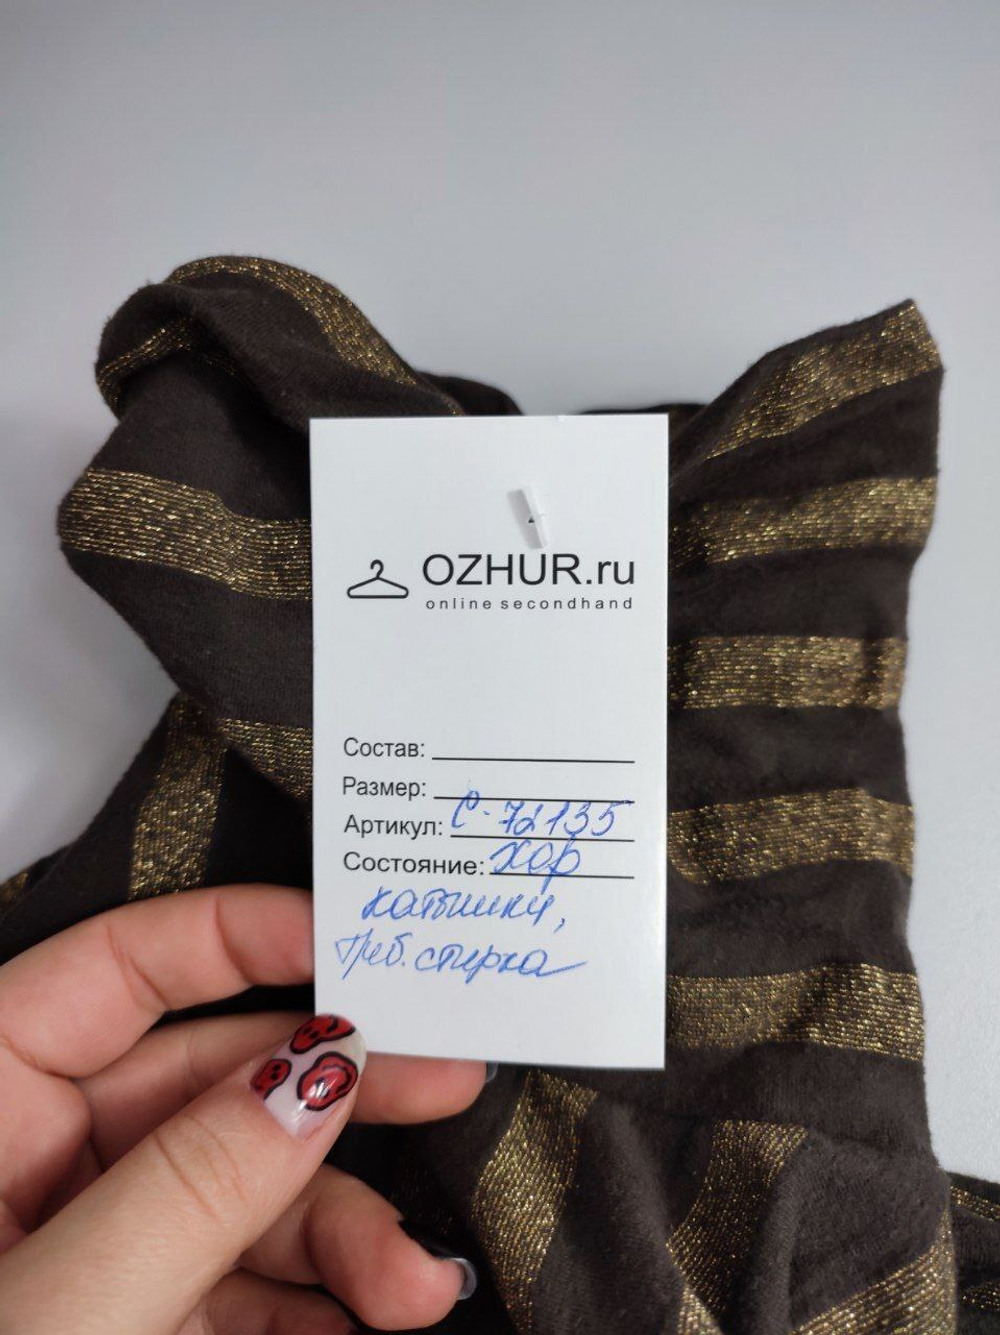 OZHUR.ru
online secondhand
Состав:
Размер:
Артикул: С-72135
Состояние: хор
катышки,
треб. стирка